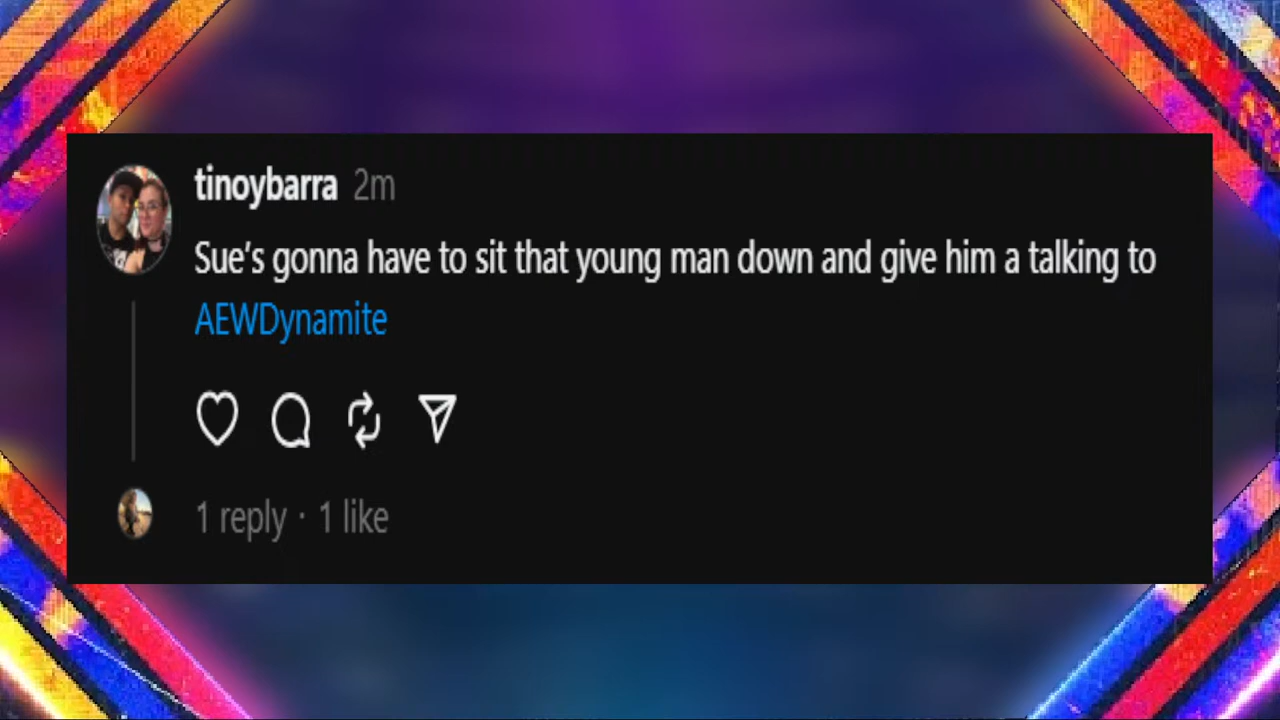 tinoybarra 2m
Sue's gonna have to sit that young man down and give him a talking to
AEWDynamite
1 reply · 1 like